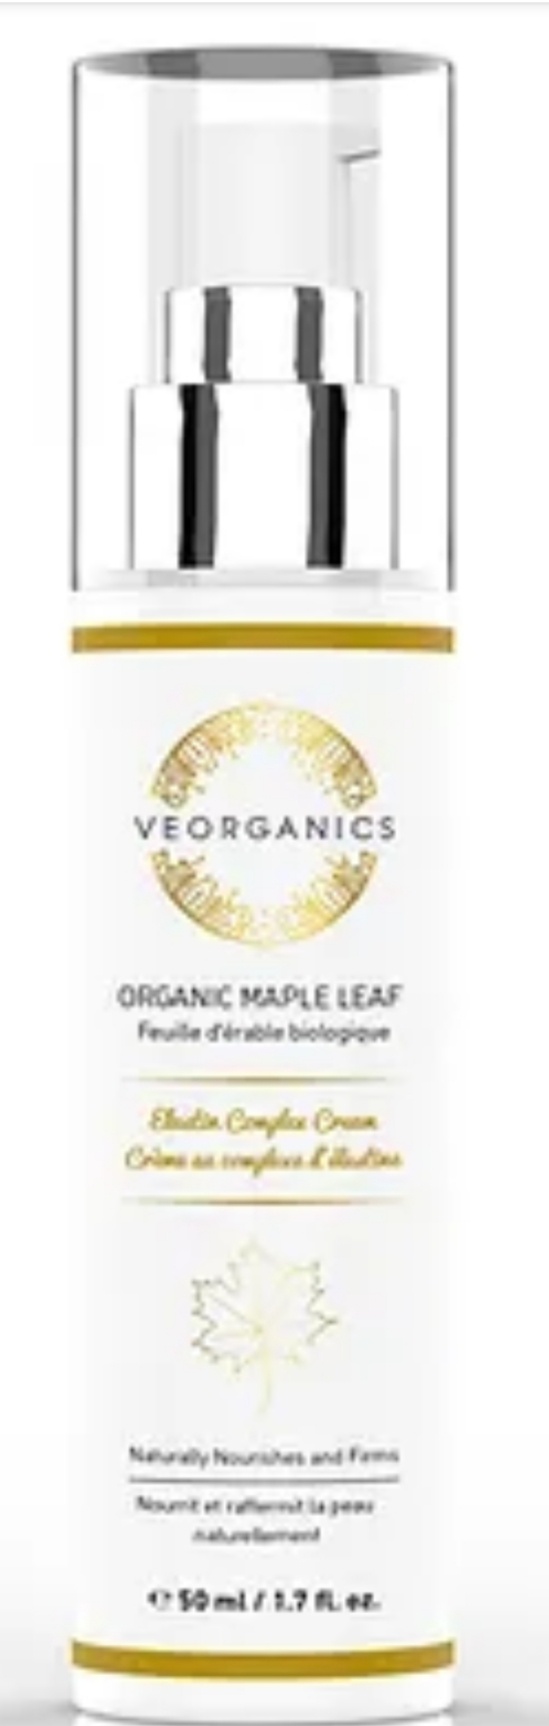 VEORGANICS
ORGANIC MAPLE LEAF
Feuille d'érable biologique
Elastin Complex Cream
Crème au complexe d'élastine
Naturally Nourishes and Firms
Nourrit et raffermit la peau
naturellement
℮ 50 ml / 1.7 fl. oz.